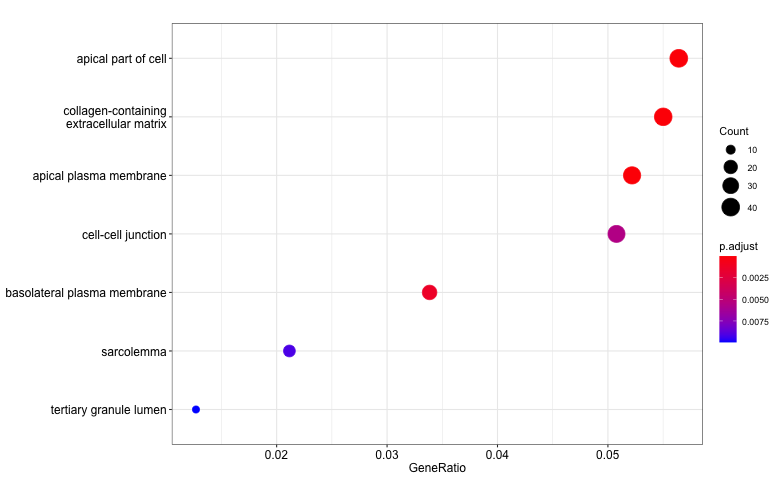 apical part of cell
collagen-containing
extracellular matrix
apical plasma membrane
cell-cell junction
basolateral plasma membrane
sarcolemma
tertiary granule lumen
0.02
0.03
0.04
0.05
GeneRatio
Count
10
20
30
40
p.adjust
0.0025
0.0050
0.0075